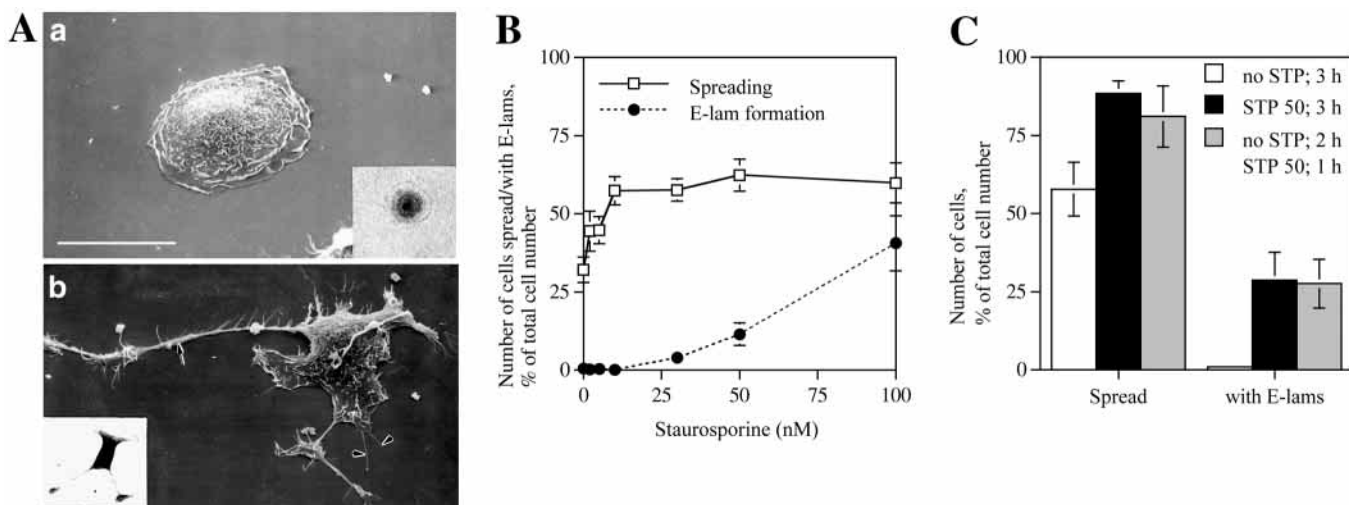 A
a
b
B
Number of cells spread/with E-lams,
% of total cell number
100
75
50
25
0
Spreading
E-lam formation
0 25 50 75 100
Staurosporine (nM)
C
Number of cells,
% of total cell number
100
75
50
25
0
no STP; 3 h
STP 50; 3 h
no STP; 2 h
STP 50; 1 h
Spread with E-lams